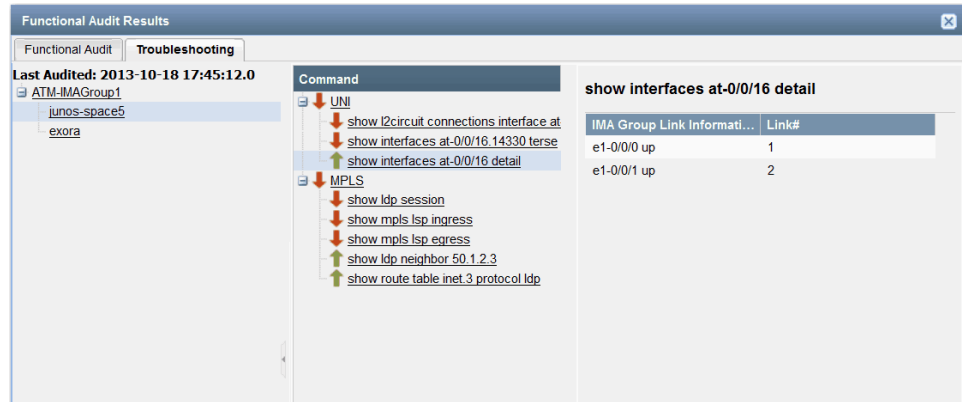 Functional Audit Results
Functional Audit
Troubleshooting
Last Audited: 2013-10-18 17:45:12.0
ATM-IMAGroup1
junos-space5
exora
Command
UNI
show l2circuit connections interface at
show interfaces at-0/0/16.14330 terse
show interfaces at-0/0/16 detail
MPLS
show ldp session
show mpls lsp ingress
show mpls lsp egress
show ldp neighbor 50.1.2.3
show route table inet.3 protocol ldp
show interfaces at-0/0/16 detail
IMA Group Link Informati... Link#
e1-0/0/0 up 1
e1-0/0/1 up 2